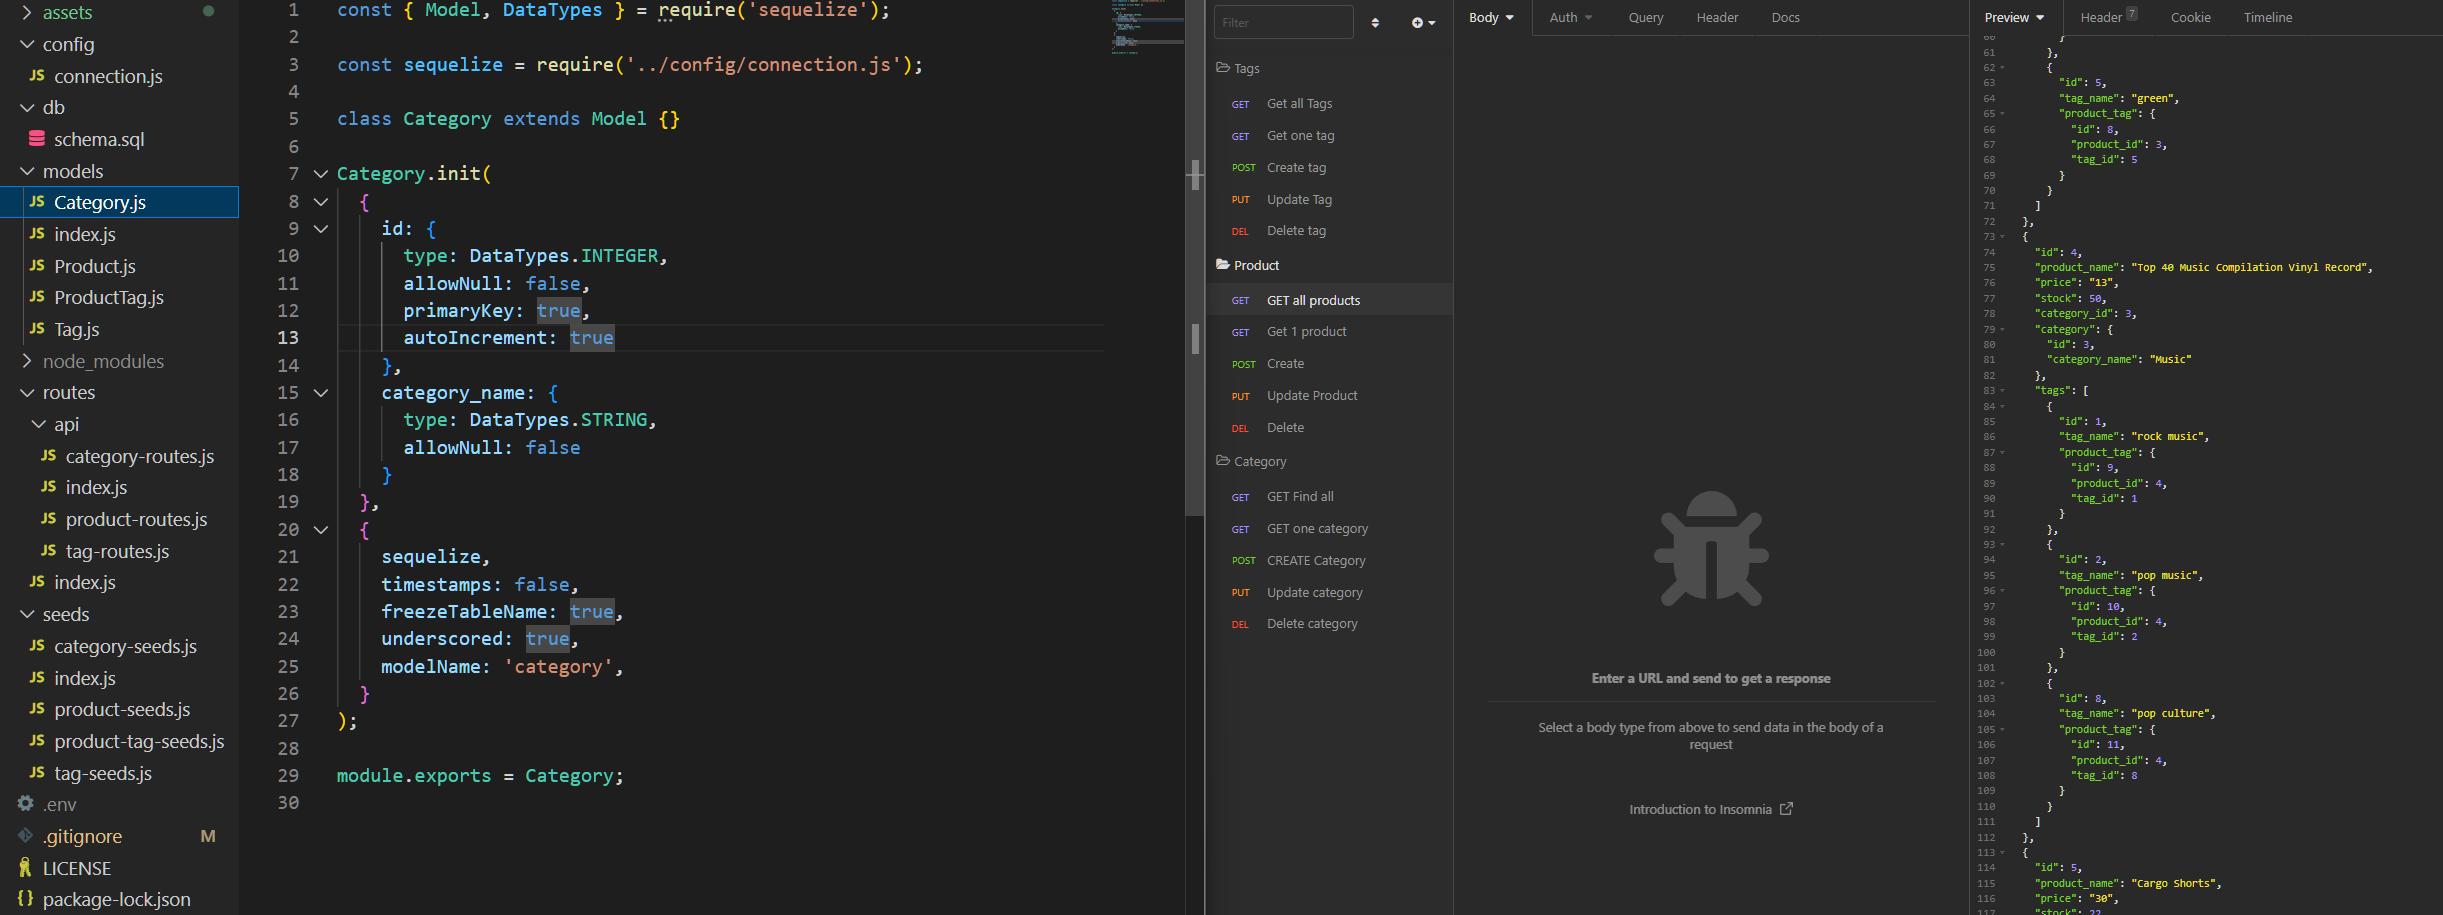 assets
config
JS connection.js
db
schema.sql
models
JS Category.js
JS index.js
JS Product.js
JS ProductTag.js
JS Tag.js
node_modules
routes
api
JS category-routes.js
JS index.js
JS product-routes.js
JS tag-routes.js
JS index.js
seeds
JS category-seeds.js
JS index.js
JS product-seeds.js
JS product-tag-seeds.js
JS tag-seeds.js
.env
.gitignore M
LICENSE
{} package-lock.json
1 const { Model, DataTypes } = require('sequelize');
2
3 const sequelize = require('../config/connection.js');
4
5 class Category extends Model {}
6
7 Category.init(
8 {
9 id: {
10 type: DataTypes.INTEGER,
11 allowNull: false,
12 primaryKey: true,
13 autoIncrement: true
14 },
15 category_name: {
16 type: DataTypes.STRING,
17 allowNull: false
18 }
19 },
20 {
21 sequelize,
22 timestamps: false,
23 freezeTableName: true,
24 underscored: true,
25 modelName: 'category',
26 }
27 );
28
29 module.exports = Category;
30
Filter
Tags
GET Get all Tags
GET Get one tag
POST Create tag
PUT Update Tag
DEL Delete tag
Product
GET GET all products
GET Get 1 product
POST Create
PUT Update Product
DEL Delete
Category
GET GET Find all
GET GET one category
POST CREATE Category
PUT Update category
DEL Delete category
Body Auth Query Header Docs
Enter a URL and send to get a response
Select a body type from above to send data in the body of a
request
Introduction to Insomnia
Preview Header 7 Cookie Timeline
60 }
61 },
62 {
63 "id": 5,
64 "tag_name": "green",
65 "product_tag": {
66 "id": 8,
67 "product_id": 3,
68 "tag_id": 5
69 }
70 }
71 ]
72 },
73 {
74 "id": 4,
75 "product_name": "Top 40 Music Compilation Vinyl Record",
76 "price": "13",
77 "stock": 50,
78 "category_id": 3,
79 "category": {
80 "id": 3,
81 "category_name": "Music"
82 },
83 "tags": [
84 {
85 "id": 1,
86 "tag_name": "rock music",
87 "product_tag": {
88 "id": 9,
89 "product_id": 4,
90 "tag_id": 1
91 }
92 },
93 {
94 "id": 2,
95 "tag_name": "pop music",
96 "product_tag": {
97 "id": 10,
98 "product_id": 4,
99 "tag_id": 2
100 }
101 },
102 {
103 "id": 8,
104 "tag_name": "pop culture",
105 "product_tag": {
106 "id": 11,
107 "product_id": 4,
108 "tag_id": 8
109 }
110 }
111 ]
112 },
113 {
114 "id": 5,
115 "product_name": "Cargo Shorts",
116 "price": "30",
117 "stock": 22,